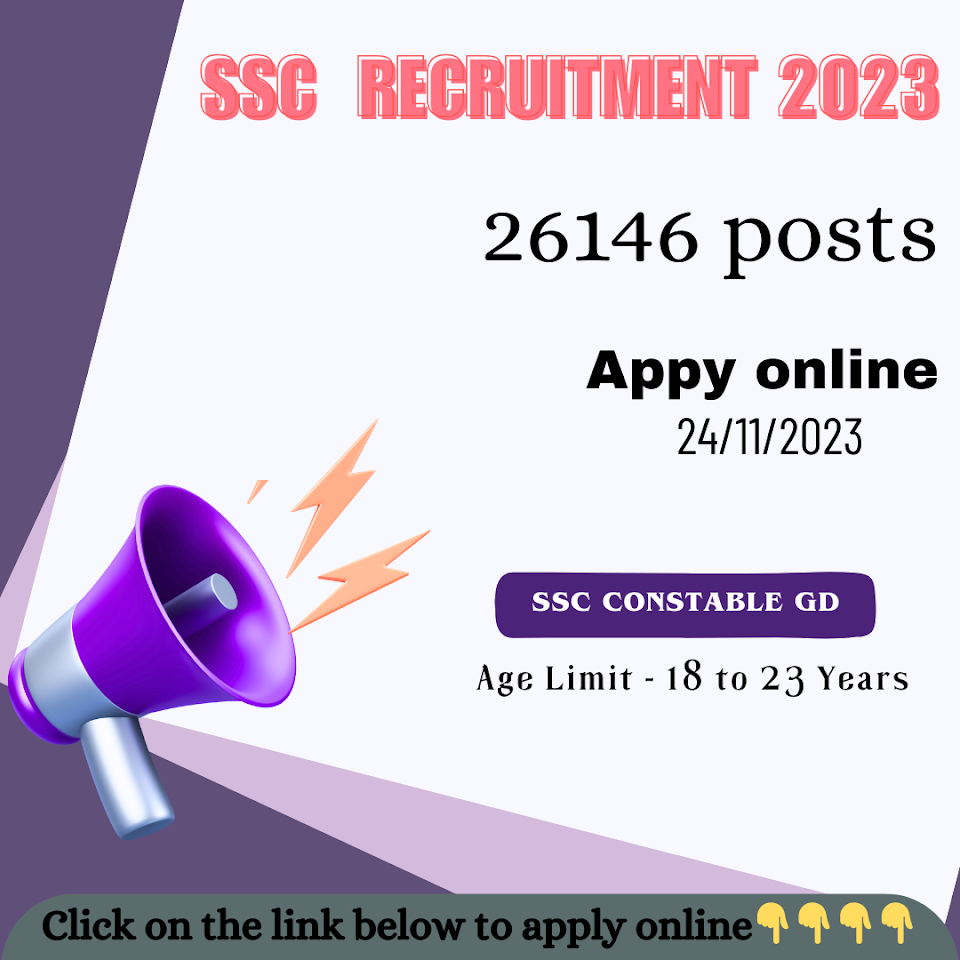 SSC RECRUITMENT 2023
26146 posts
Appy online
24/11/2023
SSC CONSTABLE GD
Age Limit - 18 to 23 Years
Click on the link below to apply online👇👇👇👇